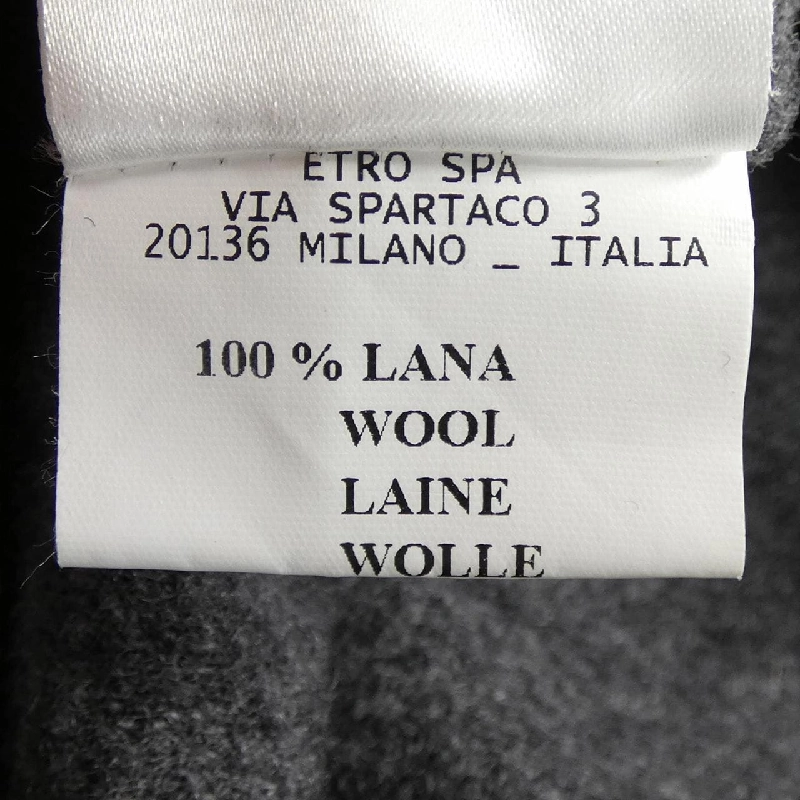 ETRO SPA
VIA SPARTACO 3
20136 MILANO _ ITALIA
100 % LANA
WOOL
LAINE
WOLLE